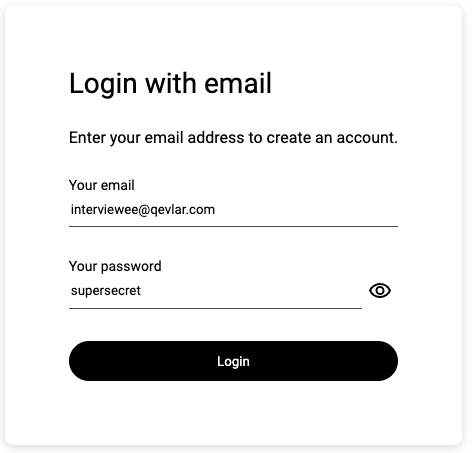 Login with email
Enter your email address to create an account.
Your email
interviewee@qevlar.com
Your password
supersecret
Login